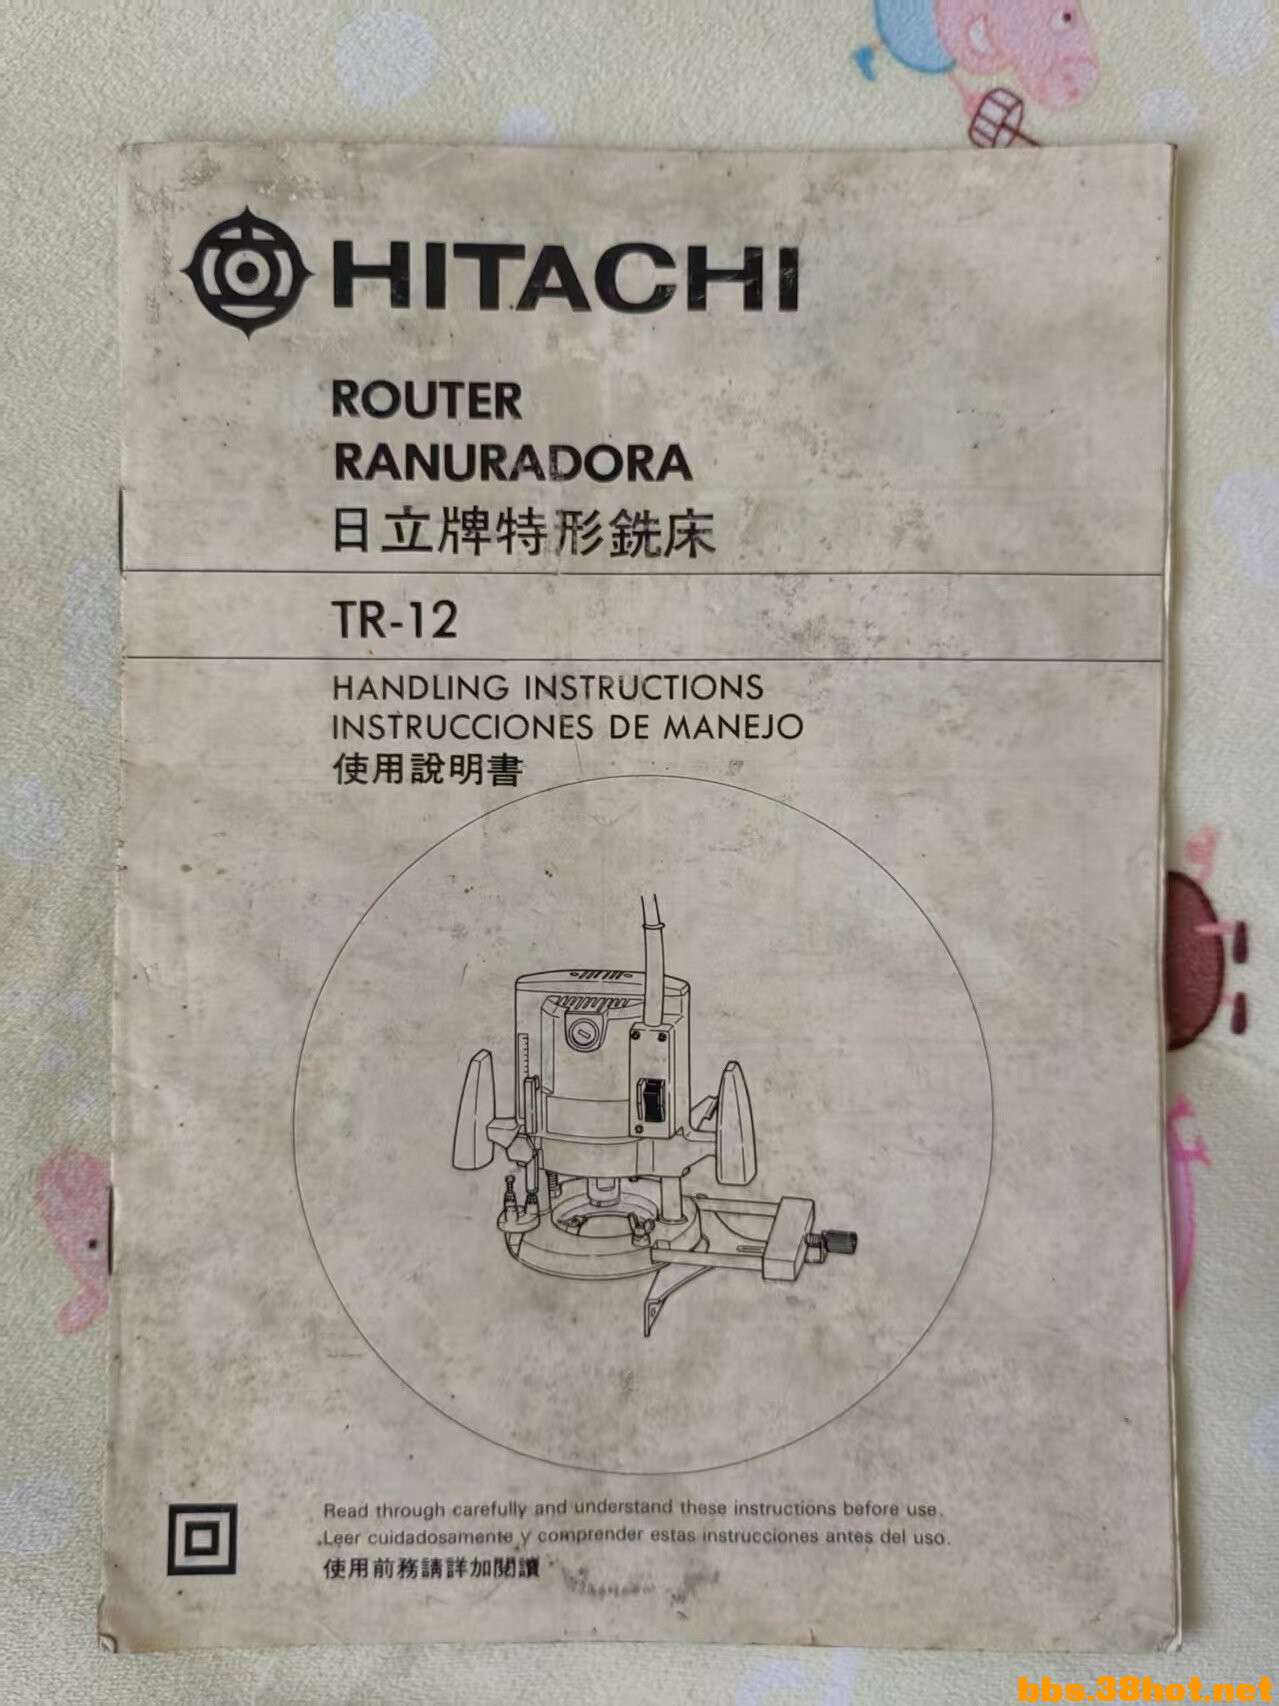 HITACHI
ROUTER
RANURADORA
日立牌特形銑床
TR-12
HANDLING INSTRUCTIONS
INSTRUCCIONES DE MANEJO
使用說明書
Read through carefully and understand these instructions before use.
Leer cuidadosamente y comprender estas instrucciones antes del uso.
使用前務請詳加閱讀
bbs.38hot.net